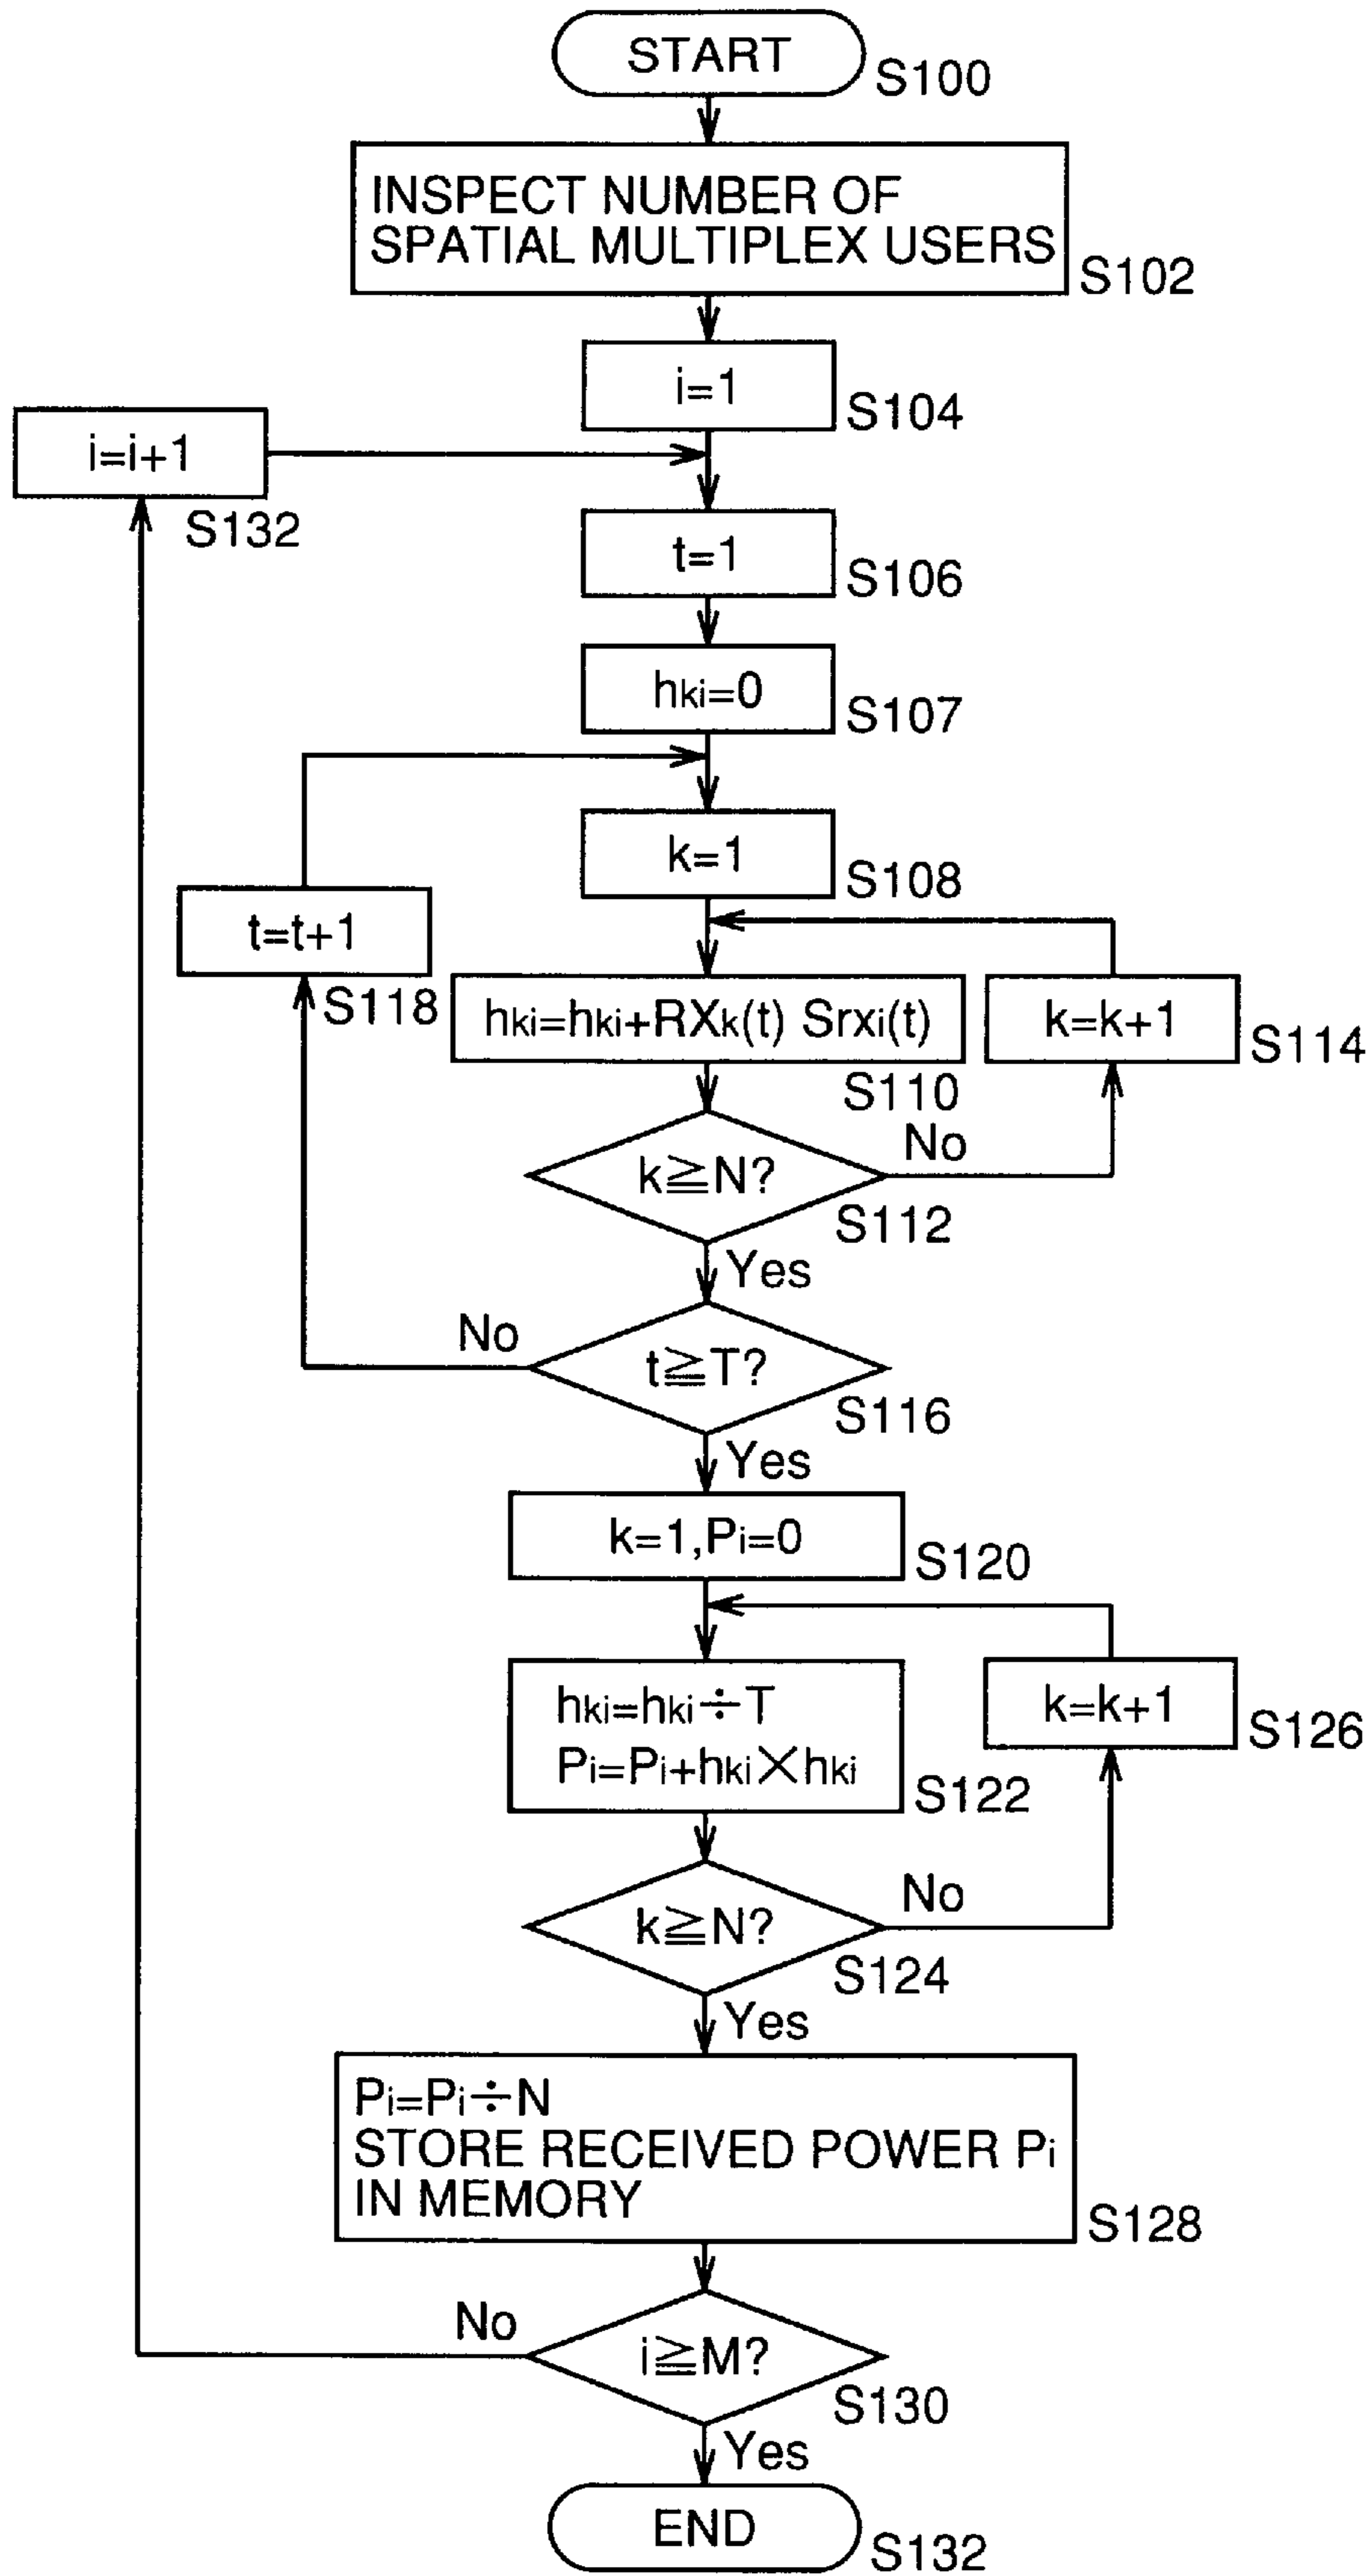 START
S100
INSPECT NUMBER OF
SPATIAL MULTIPLEX USERS
S102
i=1
S104
i=i+1
S132
t=1
S106
hki=0
S107
k=1
S108
t=t+1
S118
hki=hki+RXk(t) Srxi(t)
S110
k=k+1
S114
k≧N?
No
S112
Yes
t≧T?
No
S116
Yes
k=1,Pi=0
S120
hki=hki÷T
Pi=Pi+hki×hki
S122
k=k+1
S126
k≧N?
No
S124
Yes
Pi=Pi÷N
STORE RECEIVED POWER Pi
IN MEMORY
S128
i≧M?
No
S130
Yes
END
S132